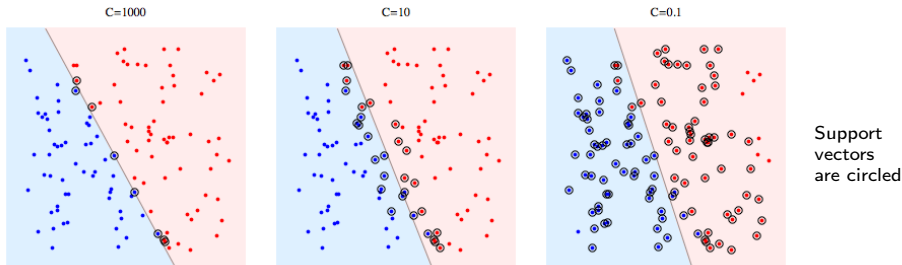 C=1000
C=10
C=0.1
Support
vectors
are circled